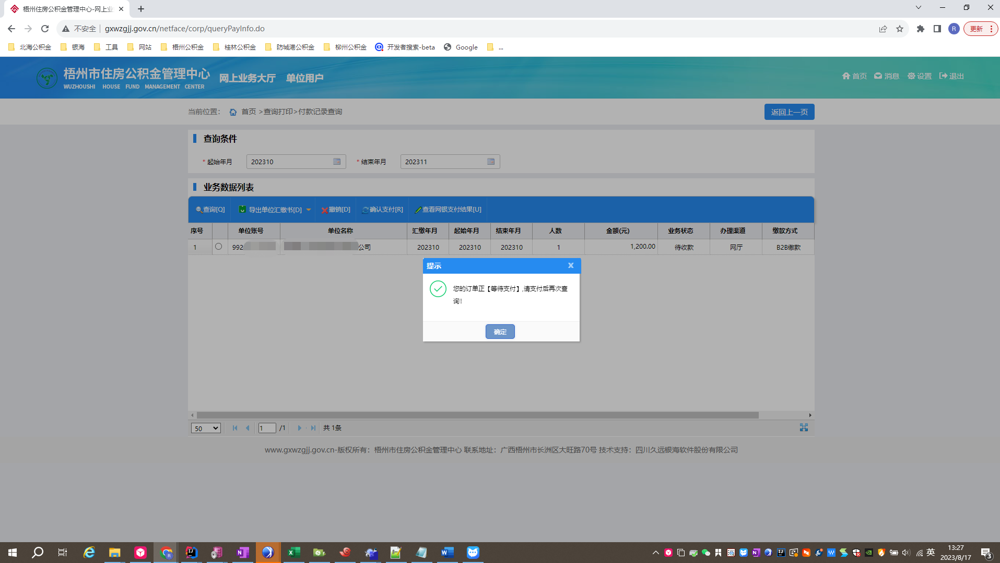 梧州住房公积金管理中心-网上业
不安全 gxwzgjj.gov.cn/netface/corp/queryPayInfo.do
R 更新
北海公积金 银海 工具 网站 梧州公积金 桂林公积金 防城港公积金 柳州公积金 开发者搜索-beta Google ...
梧州市住房公积金管理中心 网上业务大厅 单位用户
WUZHOUSHI HOUSE FUND MANAGEMENT CENTER
首页 消息 设置 退出
当前位置： 首页 >查询打印>付款记录查询 返回上一页
查询条件
* 起始年月 202310 * 结束年月 202311
业务数据列表
查询[Q] 导出单位汇缴书[D] 撤销[D] 确认支付[R] 查看网银支付结果[U]
序号 单位账号 单位名称 汇缴年月 起始年月 结束年月 人数 金额(元) 业务状态 办理渠道 缴款方式
1 992 公司 202310 202310 202310 1 1,200.00 待收款 网厅 B2B缴款
提示 X
您的订单正【等待支付】,请支付后再次查
询!
确定
50 1 /1 共 1条
www.gxwzgjj.gov.cn-版权所有：梧州市住房公积金管理中心 联系地址：广西梧州市长洲区大旺路70号 技术支持：四川久远银海软件股份有限公司
英 13:27
2023/8/17
3